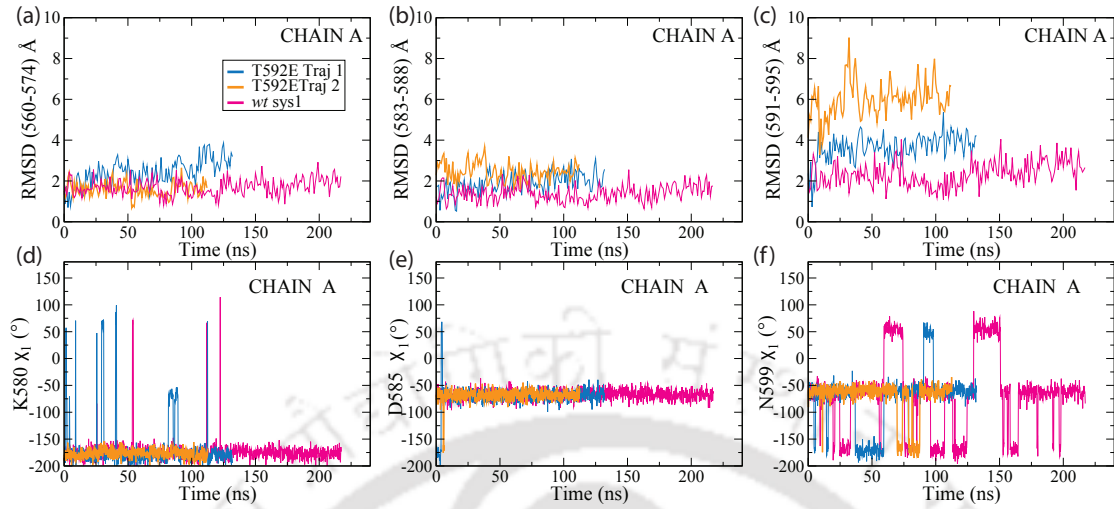 (a)
CHAIN A
RMSD (560-574) Å
8
6
4
2
0
0 50 100 150 200
Time (ns)
T592E Traj 1
T592ETraj 2
wt sys1
(b)
CHAIN A
RMSD (583-588) Å
10
8
6
4
2
0
0 50 100 150 200
Time (ns)
(c)
CHAIN A
RMSD (591-595) Å
10
8
6
4
2
0
0 50 100 150 200
Time (ns)
(d)
CHAIN A
K580 χ1 (°)
150
100
50
0
-50
-100
-150
-200
0 50 100 150 200
Time (ns)
(e)
CHAIN A
D585 χ1 (°)
150
100
50
0
-50
-100
-150
-200
0 50 100 150 200
Time (ns)
(f)
CHAIN A
N599 χ1 (°)
150
100
50
0
-50
-100
-150
-200
0 50 100 150 200
Time (ns)